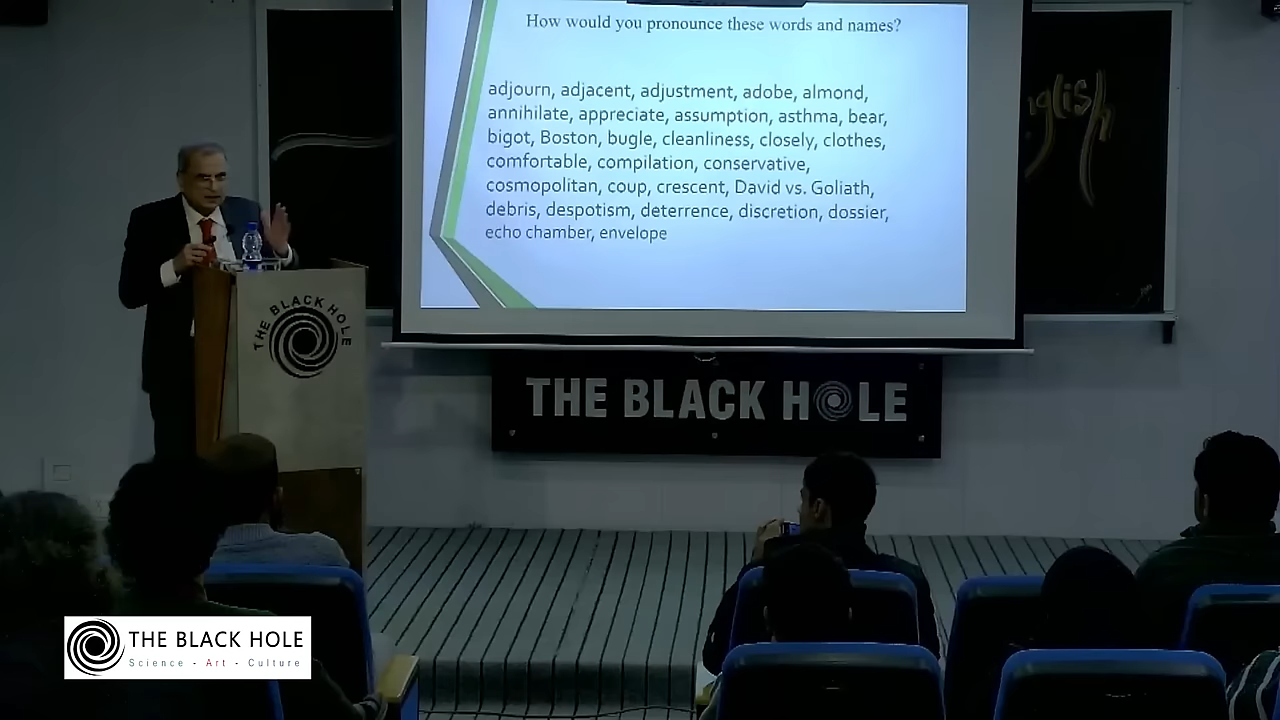 How would you pronounce these words and names?
adjourn, adjacent, adjustment, adobe, almond,
annihilate, appreciate, assumption, asthma, bear,
bigot, Boston, bugle, cleanliness, closely, clothes,
comfortable, compilation, conservative,
cosmopolitan, coup, crescent, David vs. Goliath,
debris, despotism, deterrence, discretion, dossier,
echo chamber, envelope
glish
THE BLACK HOLE
THE BLACK HOLE
THE BLACK HOLE
Science - Art - Culture